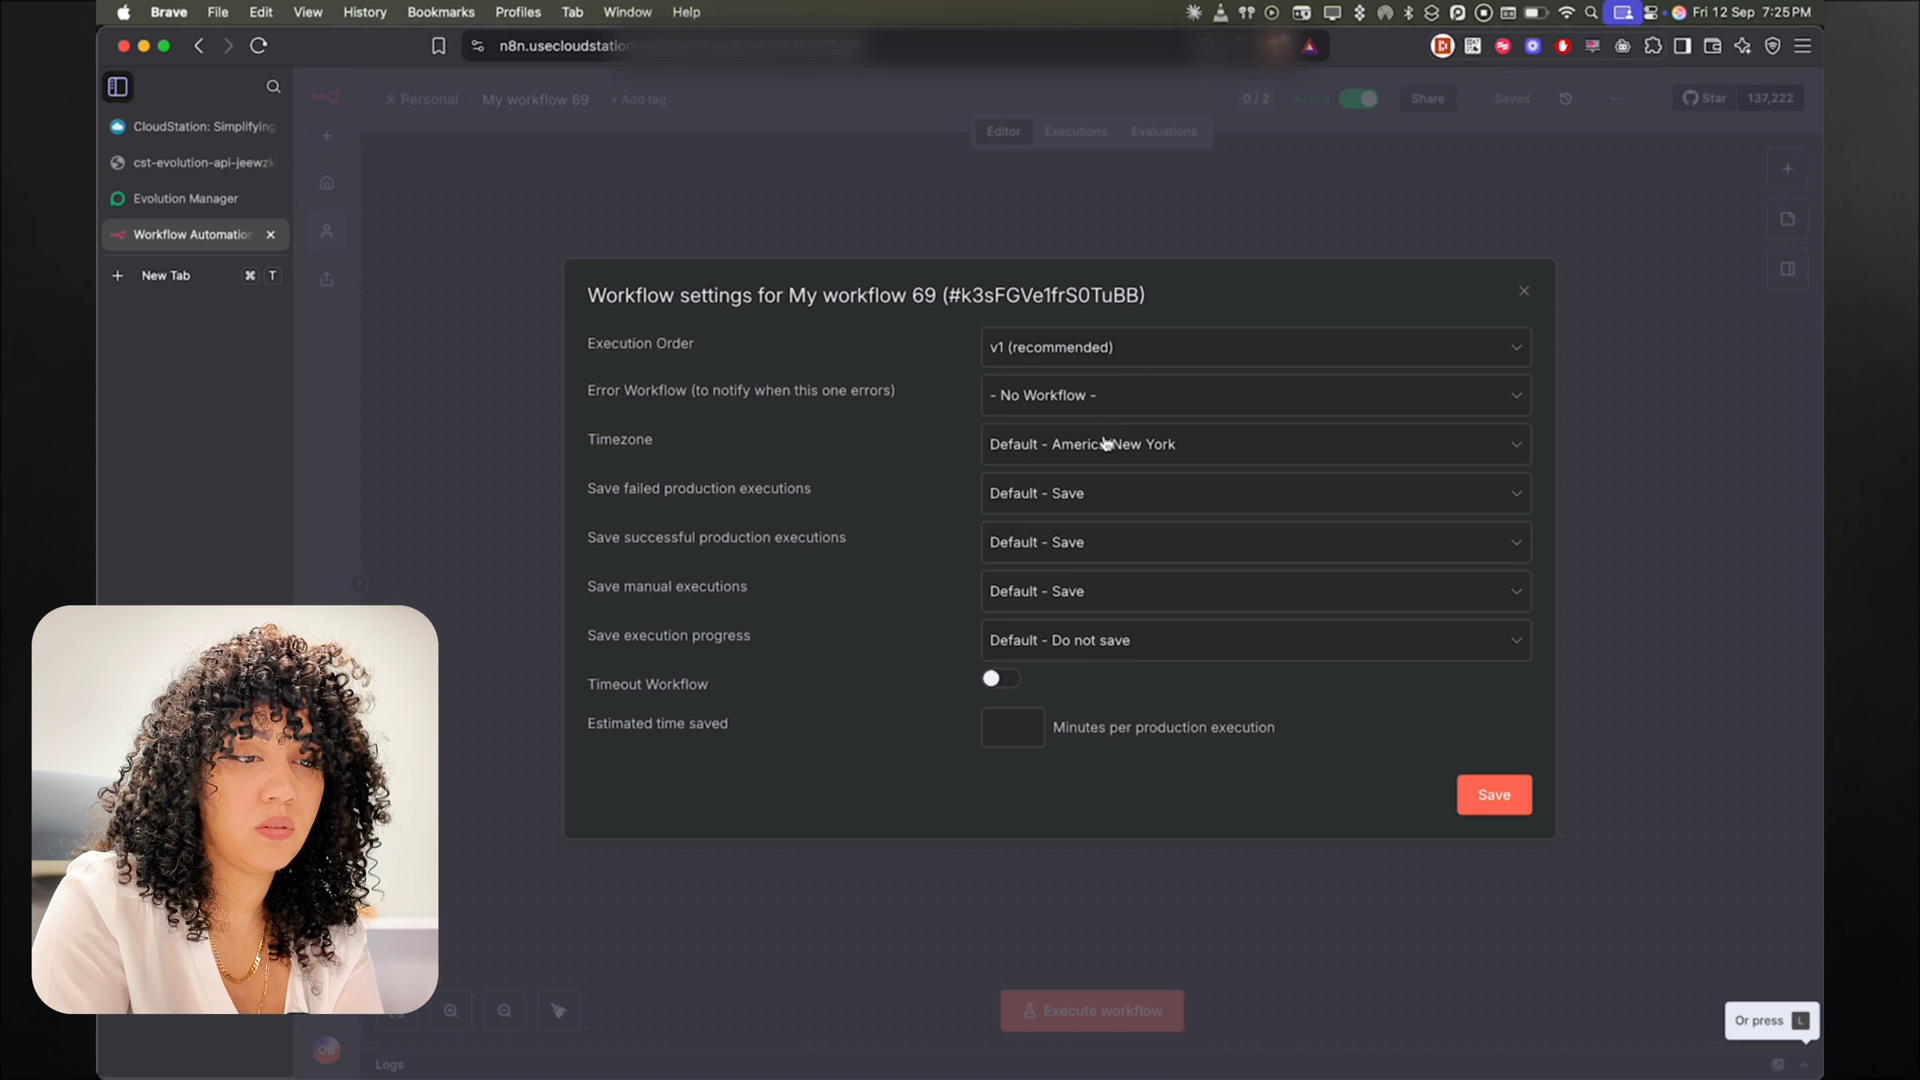 Brave File Edit View History Bookmarks Profiles Tab Window Help Fri 12 Sep 7:25 PM
n8n.usecloudstation
CloudStation: Simplifying
cst-evolution-api-jeewz
Evolution Manager
Workflow Automation
New Tab ⌘ T
Personal My workflow 69 + Add tag 0 / 2 Active Share Saved Star 137,222
Editor Executions Evaluations
Workflow settings for My workflow 69 (#k3sFGVe1frS0TuBB)
Execution Order v1 (recommended)
Error Workflow (to notify when this one errors) - No Workflow -
Timezone Default - America New York
Save failed production executions Default - Save
Save successful production executions Default - Save
Save manual executions Default - Save
Save execution progress Default - Do not save
Timeout Workflow
Estimated time saved Minutes per production execution
Save
Execute workflow
Or press L
OB
Logs